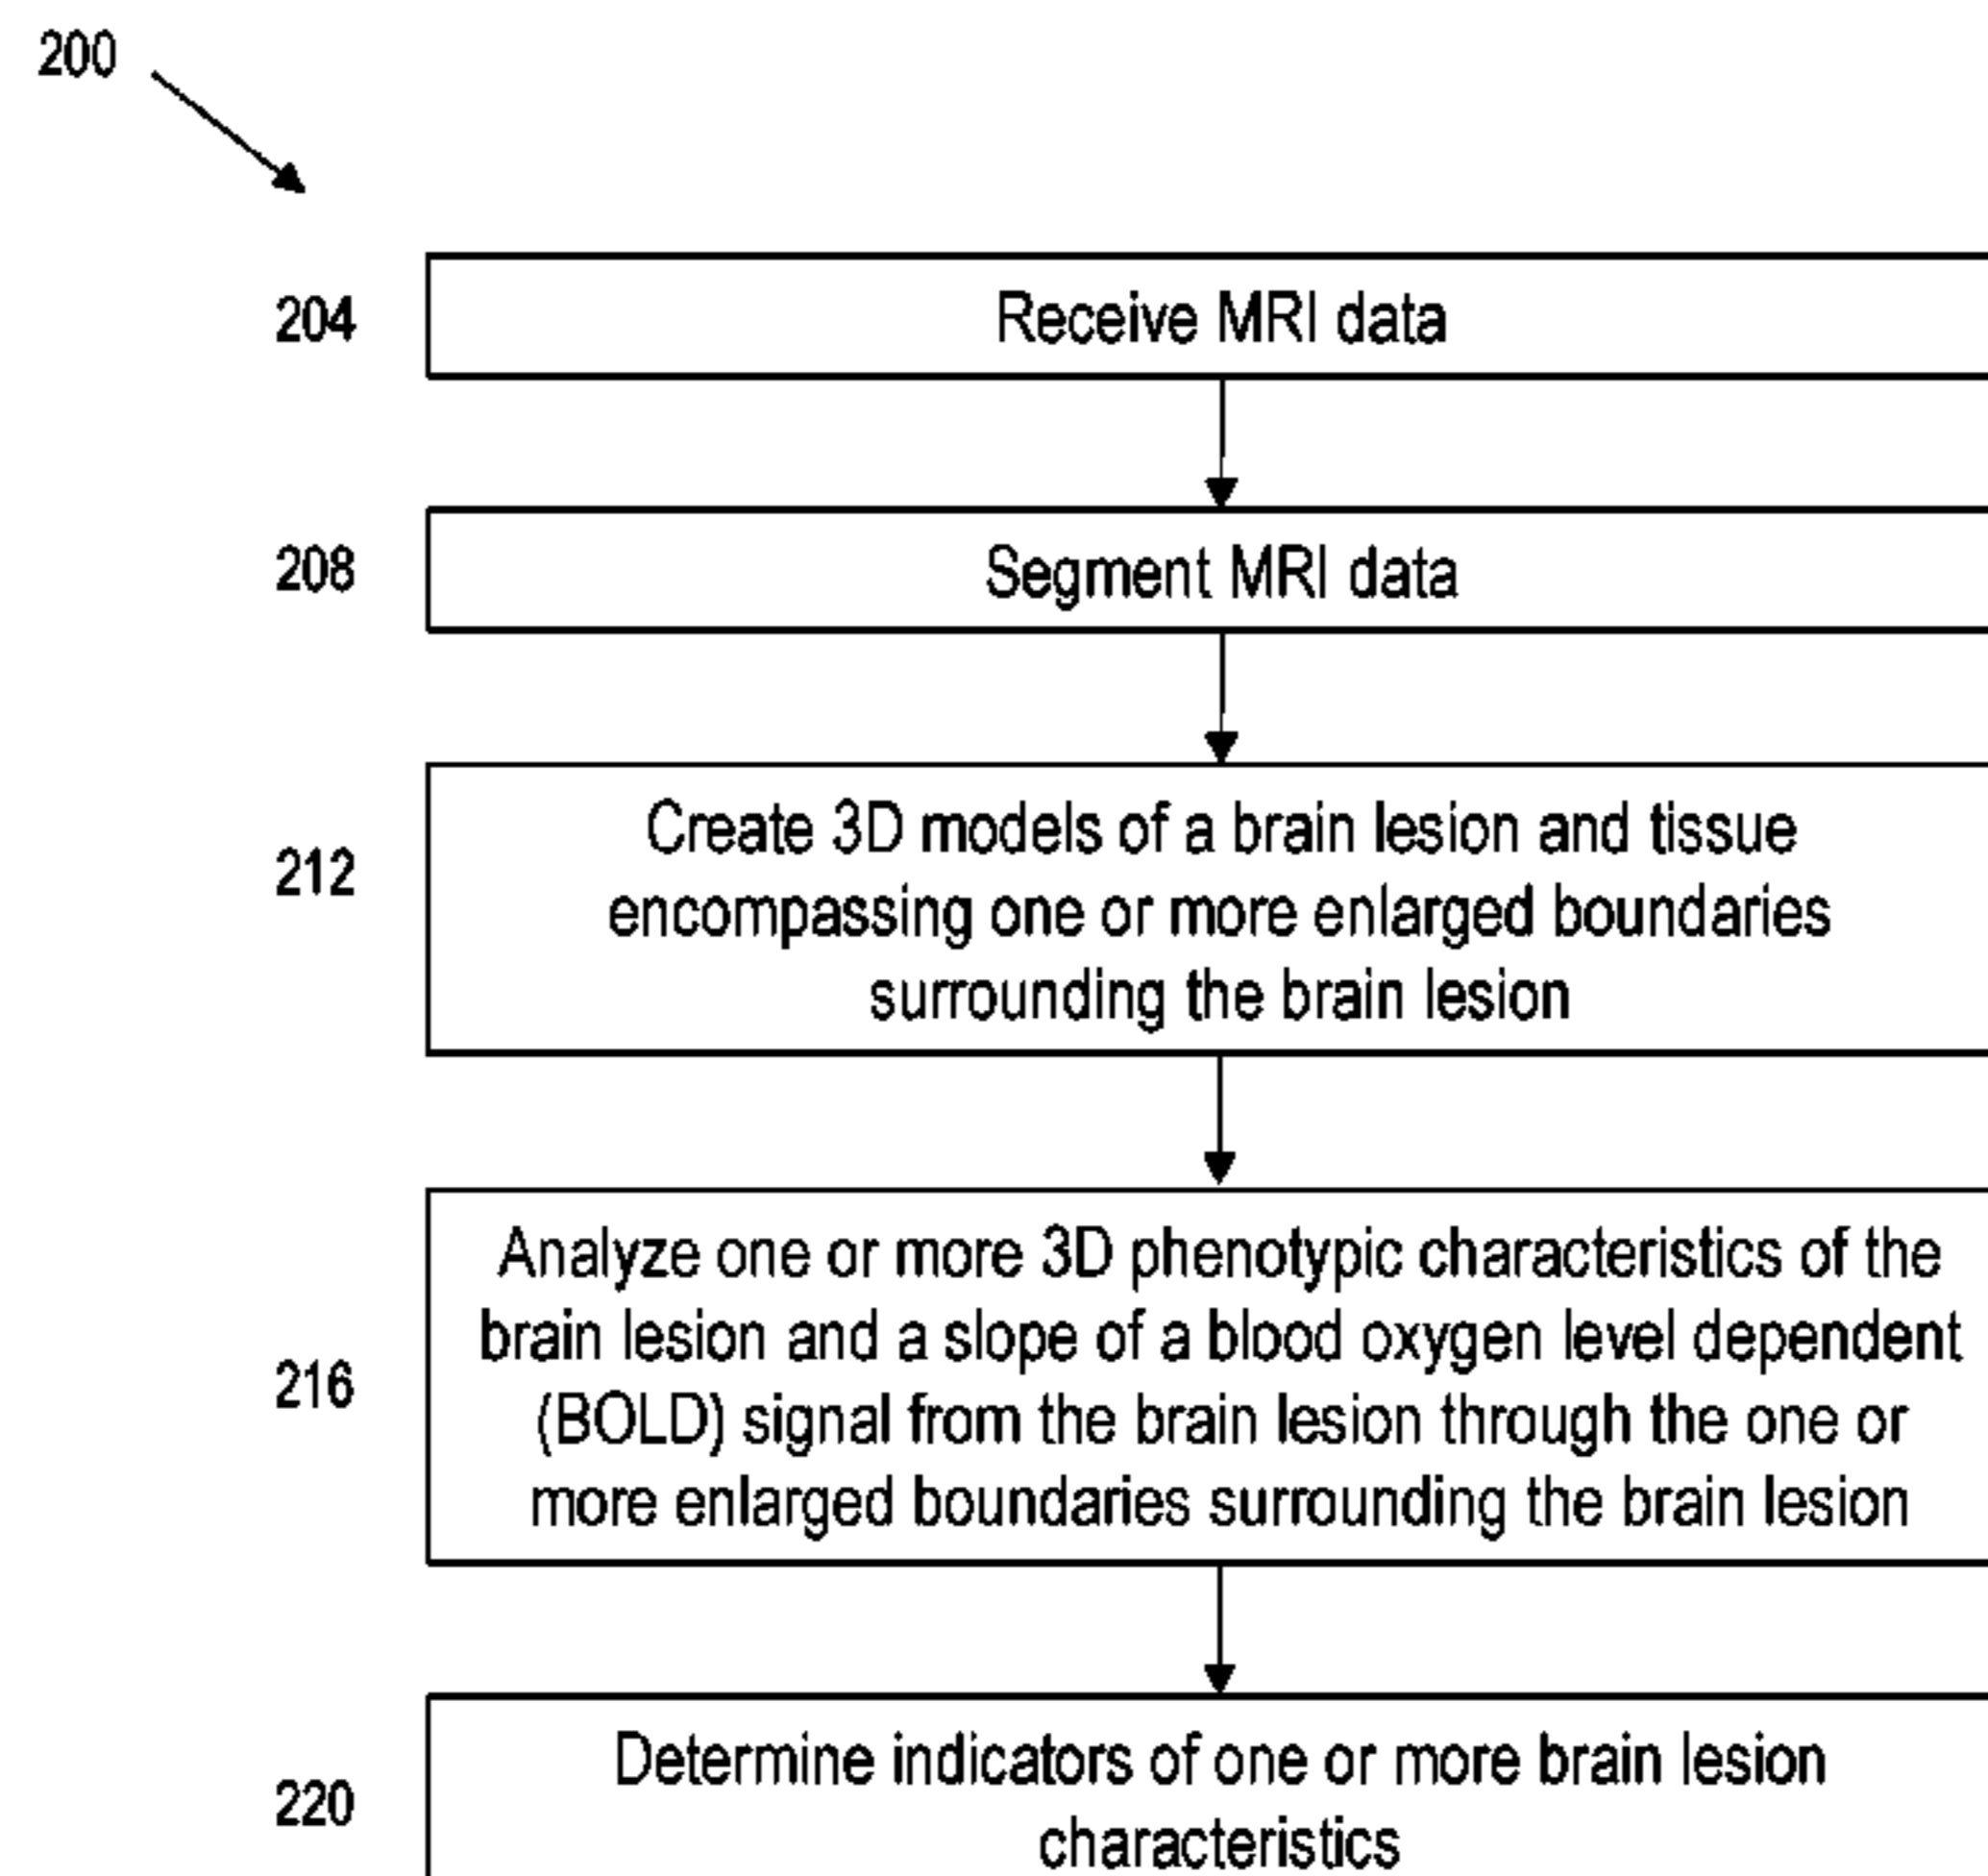 200
204
Receive MRI data
208
Segment MRI data
212
Create 3D models of a brain lesion and tissue
encompassing one or more enlarged boundaries
surrounding the brain lesion
216
Analyze one or more 3D phenotypic characteristics of the
brain lesion and a slope of a blood oxygen level dependent
(BOLD) signal from the brain lesion through the one or
more enlarged boundaries surrounding the brain lesion
220
Determine indicators of one or more brain lesion
characteristics